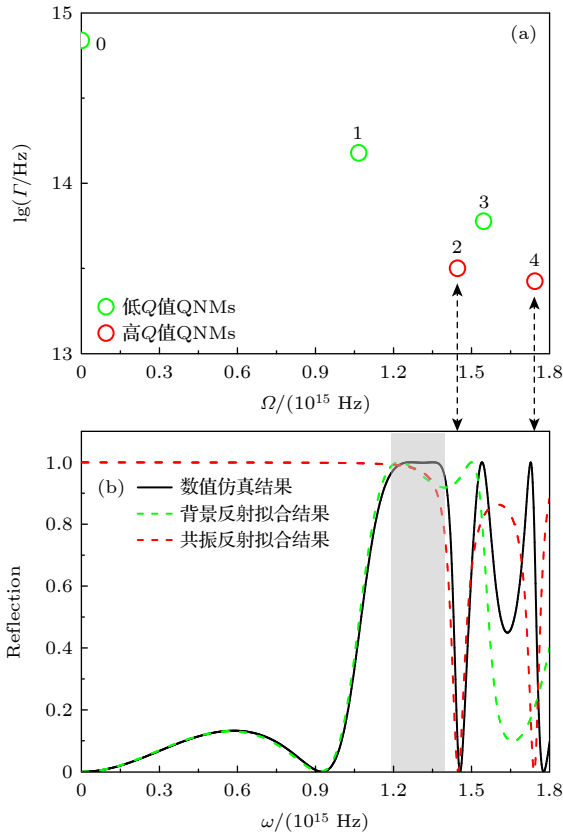 15
(a)
0
1
14
lg(Γ/Hz)
3
2
4
低Q值QNMs
高Q值QNMs
13
0 0.3 0.6 0.9 1.2 1.5 1.8
Ω/(10¹⁵ Hz)
1.0
(b)
数值仿真结果
背景反射拟合结果
共振反射拟合结果
0.8
0.6
Reflection
0.4
0.2
0
0 0.3 0.6 0.9 1.2 1.5 1.8
ω/(10¹⁵ Hz)